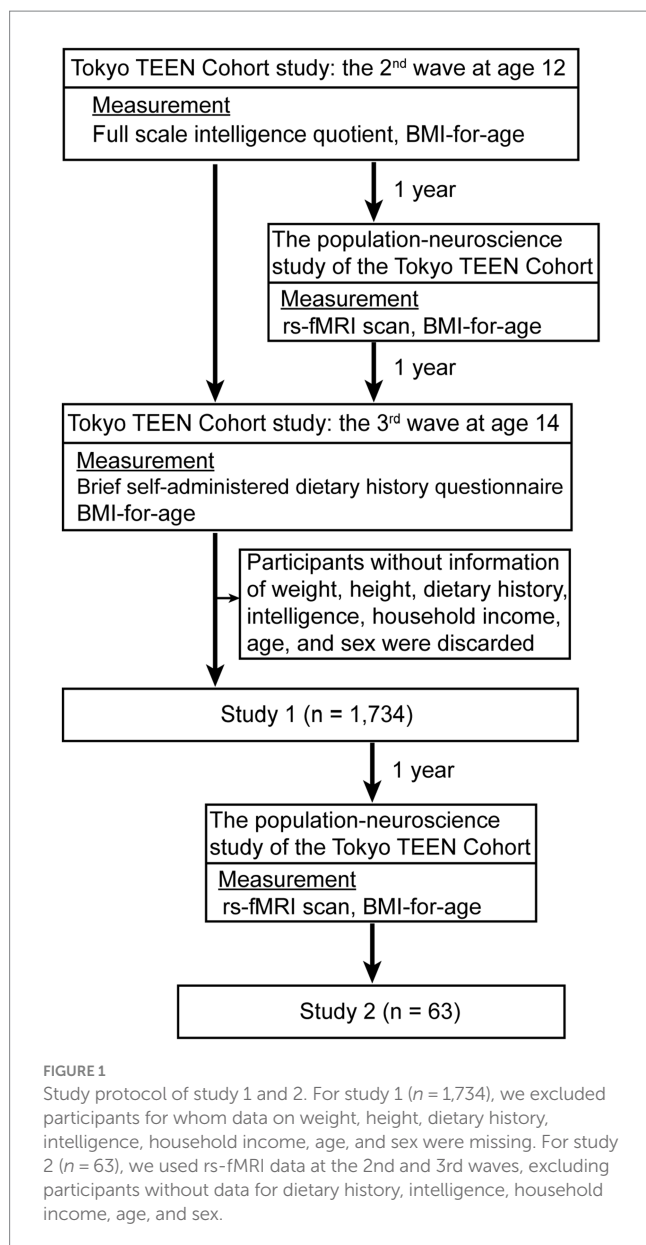 Tokyo TEEN Cohort study: the 2nd wave at age 12
Measurement
Full scale intelligence quotient, BMI-for-age
1 year
The population-neuroscience
study of the Tokyo TEEN Cohort
Measurement
rs-fMRI scan, BMI-for-age
1 year
Tokyo TEEN Cohort study: the 3rd wave at age 14
Measurement
Brief self-administered dietary history questionnaire
BMI-for-age
Participants without information
of weight, height, dietary history,
intelligence, household income,
age, and sex were discarded
Study 1 (n = 1,734)
1 year
The population-neuroscience
study of the Tokyo TEEN Cohort
Measurement
rs-fMRI scan, BMI-for-age
Study 2 (n = 63)
FIGURE 1
Study protocol of study 1 and 2. For study 1 (n = 1,734), we excluded
participants for whom data on weight, height, dietary history,
intelligence, household income, age, and sex were missing. For study
2 (n = 63), we used rs-fMRI data at the 2nd and 3rd waves, excluding
participants without data for dietary history, intelligence, household
income, age, and sex.